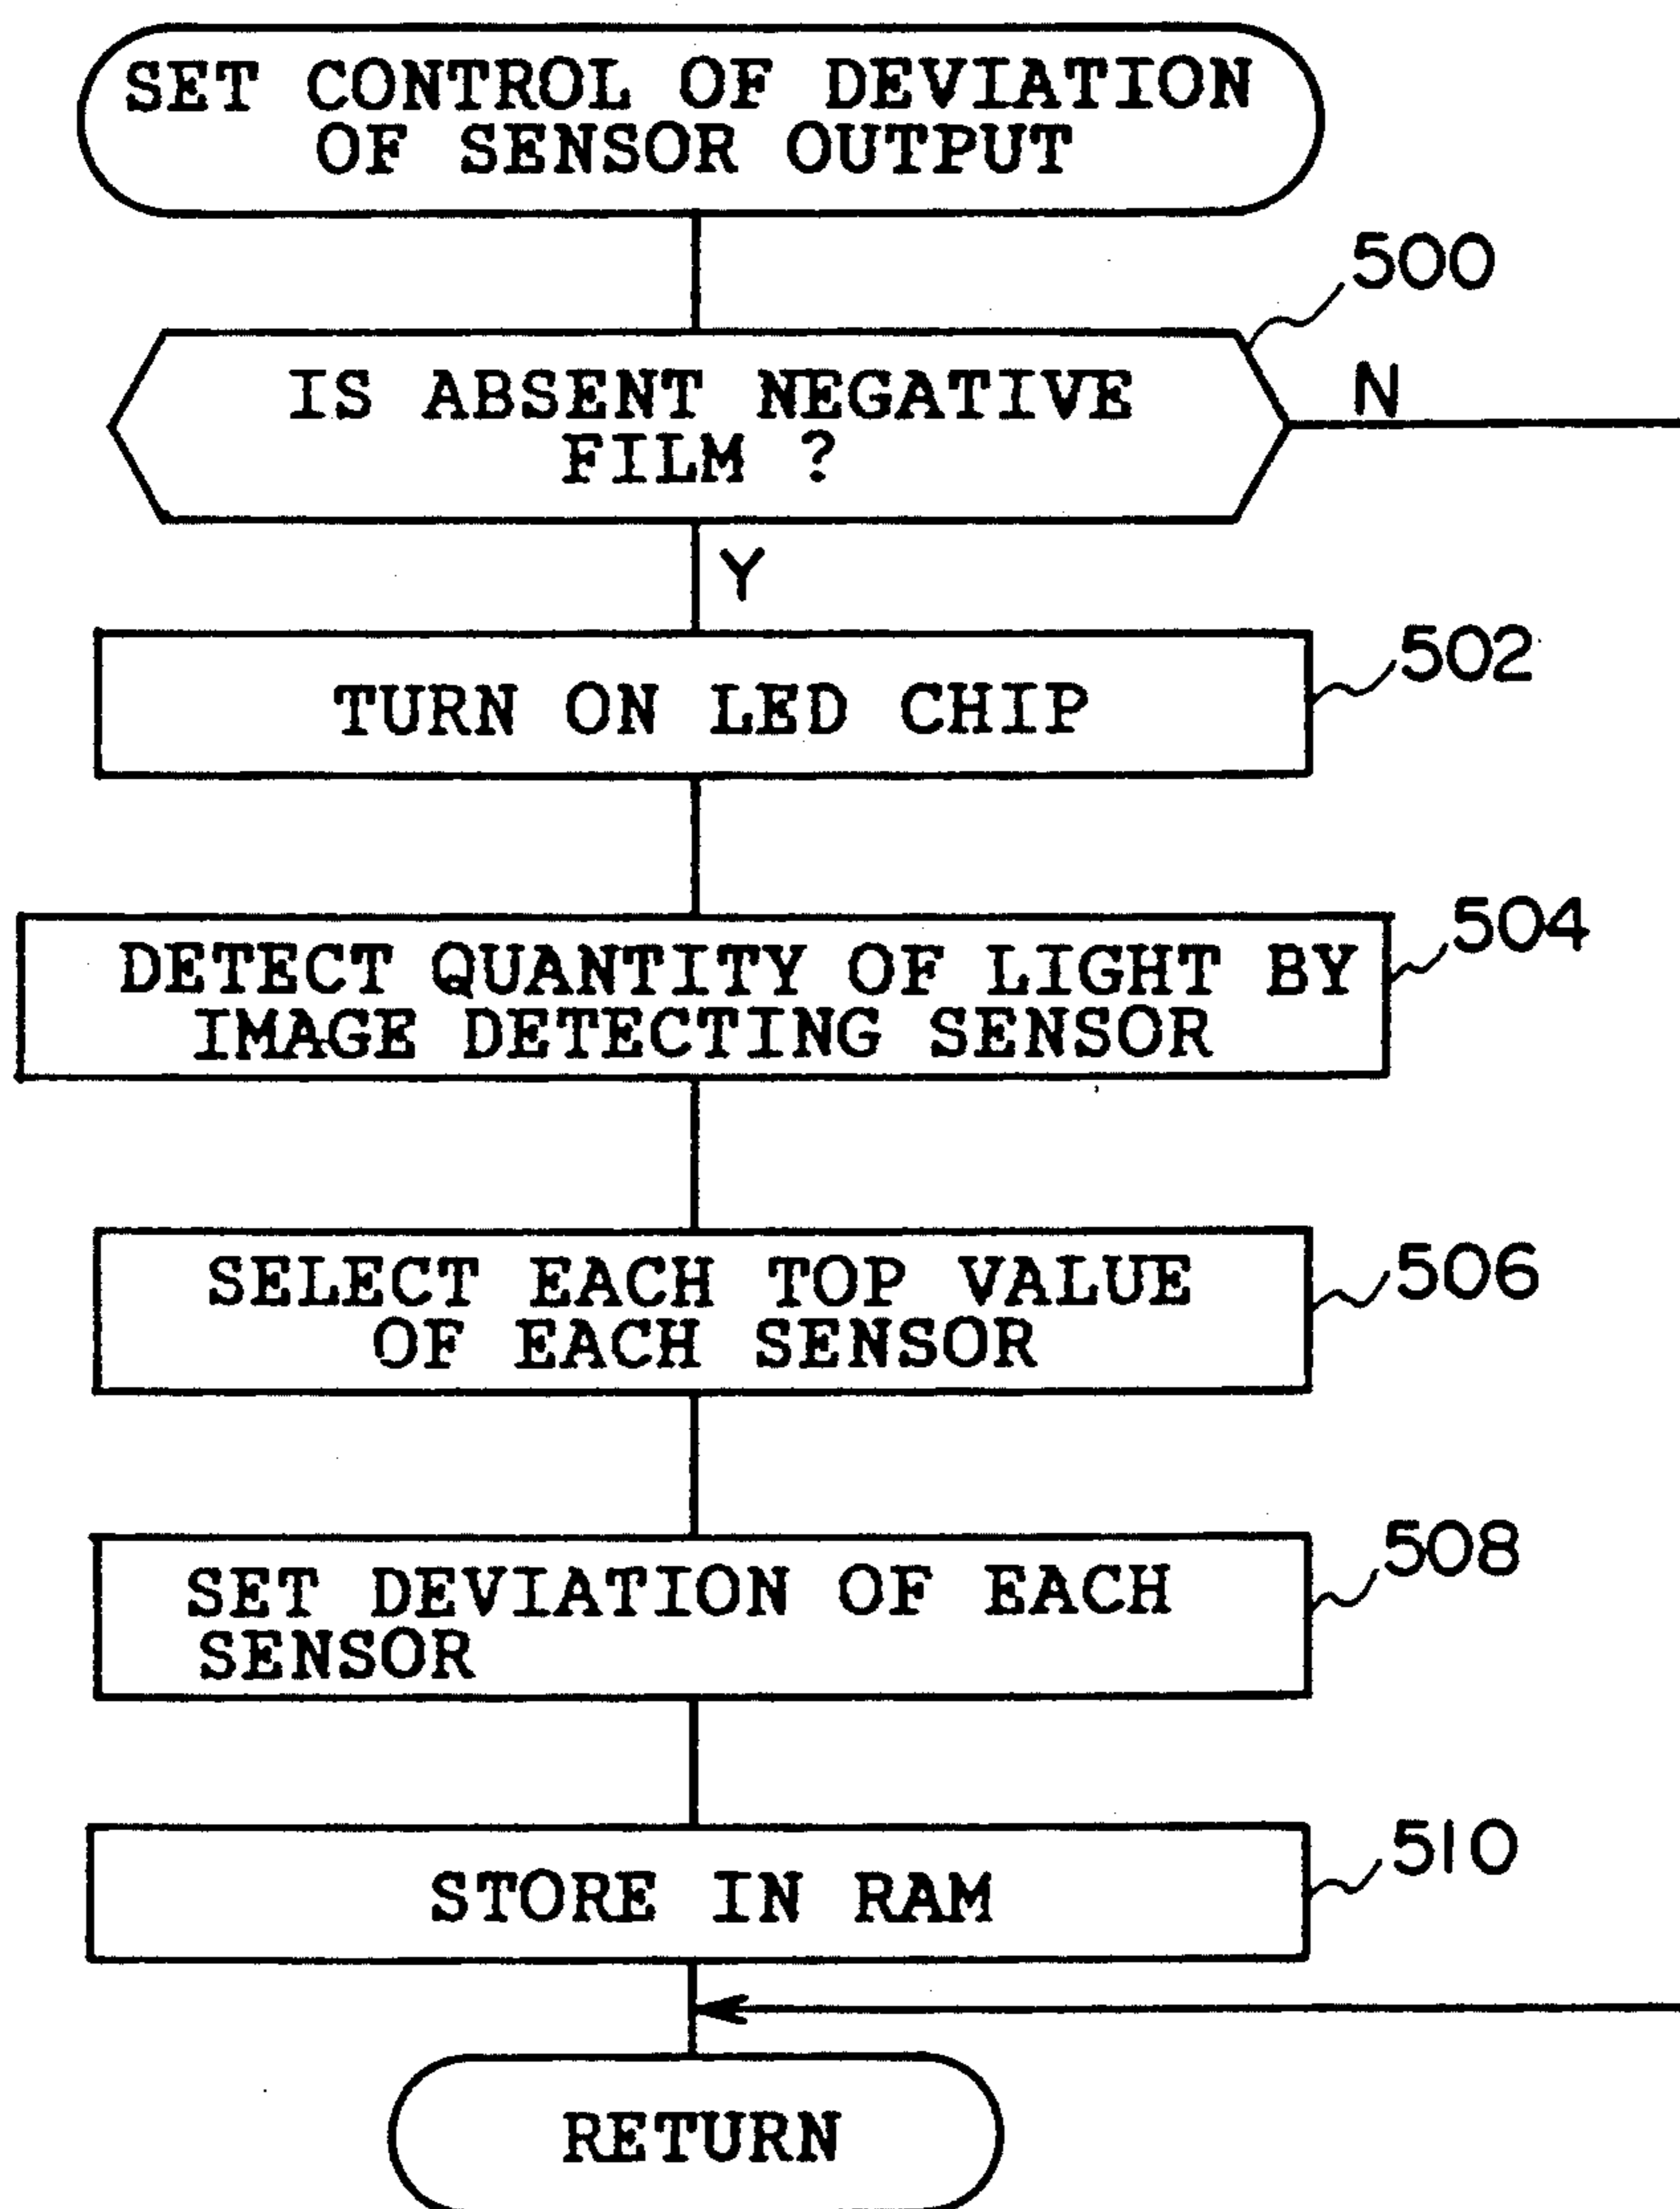 SET CONTROL OF DEVIATION
OF SENSOR OUTPUT
500
IS ABSENT NEGATIVE
FILM ?
N
Y
502
TURN ON LED CHIP
504
DETECT QUANTITY OF LIGHT BY
IMAGE DETECTING SENSOR
506
SELECT EACH TOP VALUE
OF EACH SENSOR
508
SET DEVIATION OF EACH
SENSOR
510
STORE IN RAM
RETURN